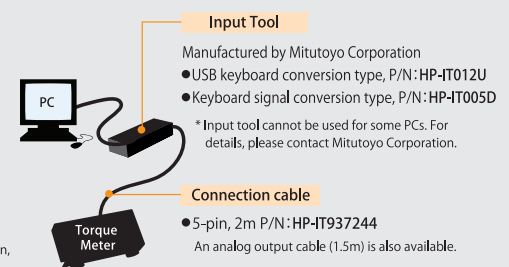 Input Tool
Manufactured by Mitutoyo Corporation
●USB keyboard conversion type, P/N:HP-IT012U
●Keyboard signal conversion type, P/N:HP-IT005D
PC
*Input tool cannot be used for some PCs. For
details, please contact Mitutoyo Corporation.
Connection cable
●5-pin, 2m P/N:HP-IT937244
Torque
Meter
An analog output cable (1.5m) is also available.
n,